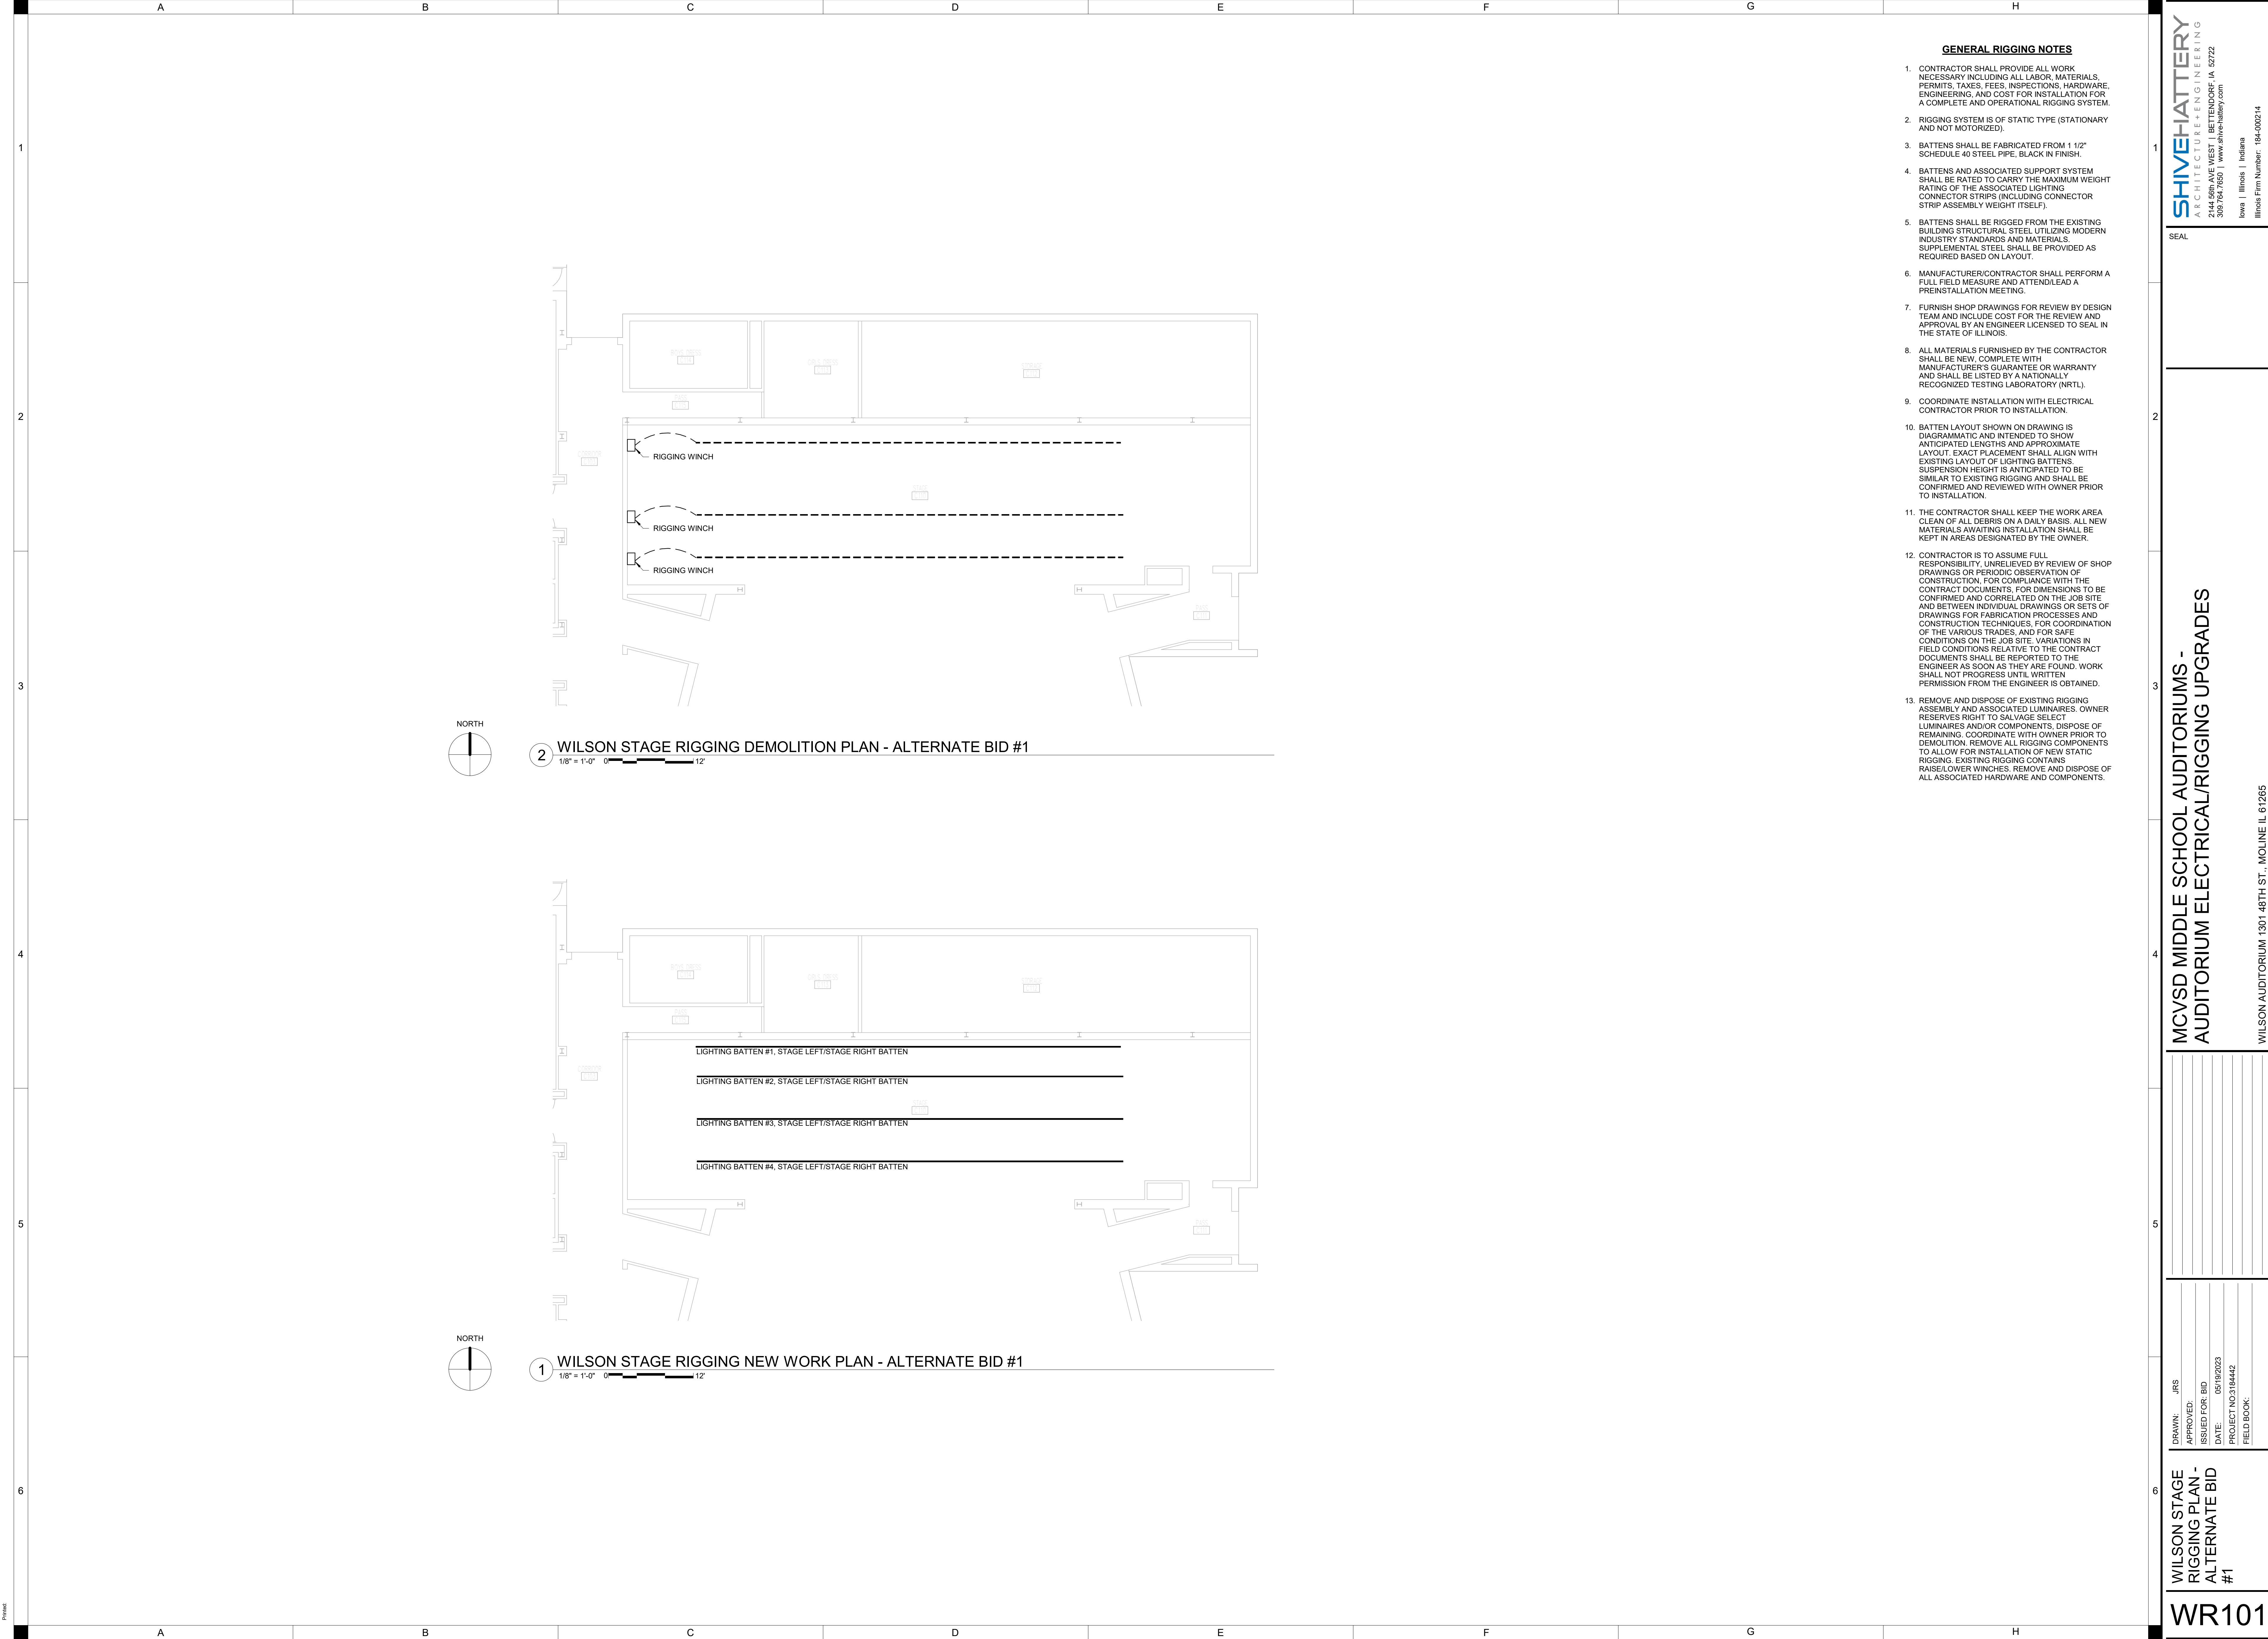 A B C D E F G H
1
2
3
4
5
6
GENERAL RIGGING NOTES
1. CONTRACTOR SHALL PROVIDE ALL WORK
NECESSARY INCLUDING ALL LABOR, MATERIALS,
PERMITS, TAXES, FEES, INSPECTIONS, HARDWARE,
ENGINEERING, AND COST FOR INSTALLATION FOR
A COMPLETE AND OPERATIONAL RIGGING SYSTEM.
2. RIGGING SYSTEM IS OF STATIC TYPE (STATIONARY
AND NOT MOTORIZED).
3. BATTENS SHALL BE FABRICATED FROM 1 1/2"
SCHEDULE 40 STEEL PIPE, BLACK IN FINISH.
4. BATTENS AND ASSOCIATED SUPPORT SYSTEM
SHALL BE RATED TO CARRY THE MAXIMUM WEIGHT
RATING OF THE ASSOCIATED LIGHTING
CONNECTOR STRIPS (INCLUDING CONNECTOR
STRIP ASSEMBLY WEIGHT ITSELF).
5. BATTENS SHALL BE RIGGED FROM THE EXISTING
BUILDING STRUCTURAL STEEL UTILIZING MODERN
INDUSTRY STANDARDS AND MATERIALS.
SUPPLEMENTAL STEEL SHALL BE PROVIDED AS
REQUIRED BASED ON LAYOUT.
6. MANUFACTURER/CONTRACTOR SHALL PERFORM A
FULL FIELD MEASURE AND ATTEND/LEAD A
PREINSTALLATION MEETING.
7. FURNISH SHOP DRAWINGS FOR REVIEW BY DESIGN
TEAM AND INCLUDE COST FOR THE REVIEW AND
APPROVAL BY AN ENGINEER LICENSED TO SEAL IN
THE STATE OF ILLINOIS.
8. ALL MATERIALS FURNISHED BY THE CONTRACTOR
SHALL BE NEW, COMPLETE WITH
MANUFACTURER'S GUARANTEE OR WARRANTY
AND SHALL BE LISTED BY A NATIONALLY
RECOGNIZED TESTING LABORATORY (NRTL).
9. COORDINATE INSTALLATION WITH ELECTRICAL
CONTRACTOR PRIOR TO INSTALLATION.
10. BATTEN LAYOUT SHOWN ON DRAWING IS
DIAGRAMMATIC AND INTENDED TO SHOW
ANTICIPATED LENGTHS AND APPROXIMATE
LAYOUT. EXACT PLACEMENT SHALL ALIGN WITH
EXISTING LAYOUT OF LIGHTING BATTENS.
SUSPENSION HEIGHT IS ANTICIPATED TO BE
SIMILAR TO EXISTING RIGGING AND SHALL BE
CONFIRMED AND REVIEWED WITH OWNER PRIOR
TO INSTALLATION.
11. THE CONTRACTOR SHALL KEEP THE WORK AREA
CLEAN OF ALL DEBRIS ON A DAILY BASIS. ALL NEW
MATERIALS AWAITING INSTALLATION SHALL BE
KEPT IN AREAS DESIGNATED BY THE OWNER.
12. CONTRACTOR IS TO ASSUME FULL
RESPONSIBILITY, UNRELIEVED BY REVIEW OF SHOP
DRAWINGS OR PERIODIC OBSERVATION OF
CONSTRUCTION, FOR COMPLIANCE WITH THE
CONTRACT DOCUMENTS, FOR DIMENSIONS TO BE
CONFIRMED AND CORRELATED ON THE JOB SITE
AND BETWEEN INDIVIDUAL DRAWINGS OR SETS OF
DRAWINGS FOR FABRICATION PROCESSES AND
CONSTRUCTION TECHNIQUES, FOR COORDINATION
OF THE VARIOUS TRADES, AND FOR SAFE
CONDITIONS ON THE JOB SITE. VARIATIONS IN
FIELD CONDITIONS RELATIVE TO THE CONTRACT
DOCUMENTS SHALL BE REPORTED TO THE
ENGINEER AS SOON AS THEY ARE FOUND. WORK
SHALL NOT PROGRESS UNTIL WRITTEN
PERMISSION FROM THE ENGINEER IS OBTAINED.
13. REMOVE AND DISPOSE OF EXISTING RIGGING
ASSEMBLY AND ASSOCIATED LUMINAIRES. OWNER
RESERVES RIGHT TO SALVAGE SELECT
LUMINAIRES AND/OR COMPONENTS, DISPOSE OF
REMAINING. COORDINATE WITH OWNER PRIOR TO
DEMOLITION. REMOVE ALL RIGGING COMPONENTS
TO ALLOW FOR INSTALLATION OF NEW STATIC
RIGGING. EXISTING RIGGING CONTAINS
RAISE/LOWER WINCHES. REMOVE AND DISPOSE OF
ALL ASSOCIATED HARDWARE AND COMPONENTS.
RIGGING WINCH
RIGGING WINCH
RIGGING WINCH
NORTH
2 WILSON STAGE RIGGING DEMOLITION PLAN - ALTERNATE BID #1
1/8" = 1'-0" 0 12'
LIGHTING BATTEN #1, STAGE LEFT/STAGE RIGHT BATTEN
LIGHTING BATTEN #2, STAGE LEFT/STAGE RIGHT BATTEN
LIGHTING BATTEN #3, STAGE LEFT/STAGE RIGHT BATTEN
LIGHTING BATTEN #4, STAGE LEFT/STAGE RIGHT BATTEN
NORTH
1 WILSON STAGE RIGGING NEW WORK PLAN - ALTERNATE BID #1
1/8" = 1'-0" 0 12'
1
2
3
4
5
6
A B C D E F G H
Printed:
SHIVEHATTERY
ARCHITECTURE+ENGINEERING
2144 56th AVE WEST | BETTENDORF, IA 52722
309.764.7650 | www.shive-hattery.com
Iowa | Illinois | Indiana
Illinois Firm Number: 184-000214
SEAL
MCVSD MIDDLE SCHOOL AUDITORIUMS -
AUDITORIUM ELECTRICAL/RIGGING UPGRADES
WILSON AUDITORIUM 1301 48TH ST., MOLINE IL 61265
DRAWN: JRS
APPROVED:
ISSUED FOR: BID
DATE: 05/19/2023
PROJECT NO:3184442
FIELD BOOK:
WILSON STAGE
RIGGING PLAN -
ALTERNATE BID
#1
WR101